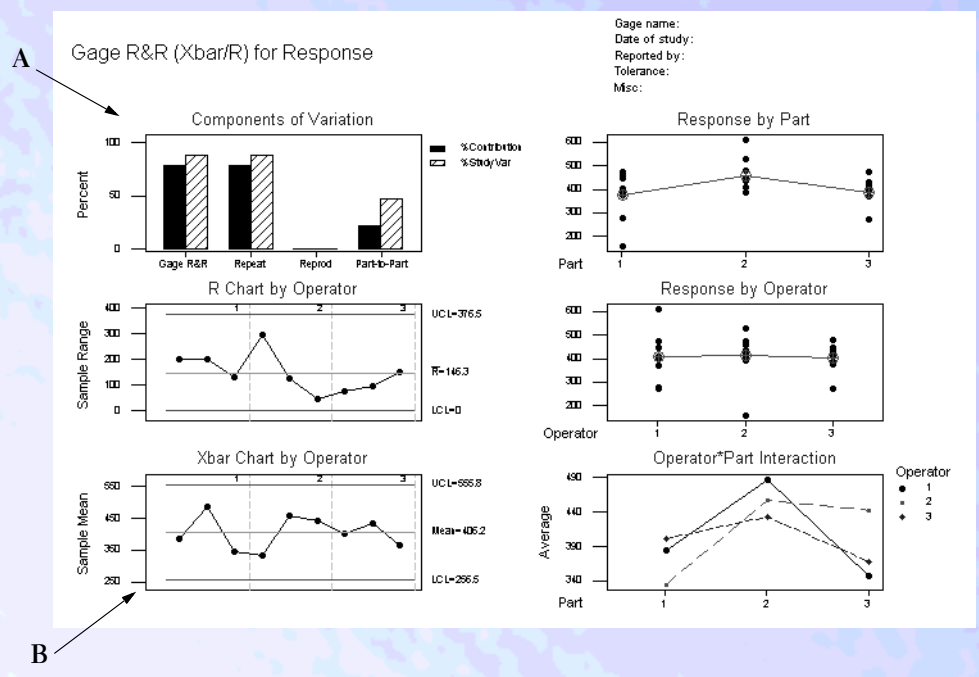 Gage name:
Date of study:
Reported by:
Tolerance:
Misc:
A
Gage R&R (Xbar/R) for Response
Components of Variation
100
50
0
Percent
%Contribution
%Study Var
Gage R&R Repeat Reprod Part-to-Part
Response by Part
600
500
400
300
200
Part 1 2 3
R Chart by Operator
400
300
200
100
0
Sample Range
1 2 3
UCL=376.5
R=146.3
LCL=0
Response by Operator
600
500
400
300
200
Operator 1 2 3
Xbar Chart by Operator
550
450
350
250
Sample Mean
1 2 3
UCL=555.8
Mean=406.2
LCL=256.5
Operator*Part Interaction
490
440
390
340
Average
Part 1 2 3
Operator
1
2
3
B